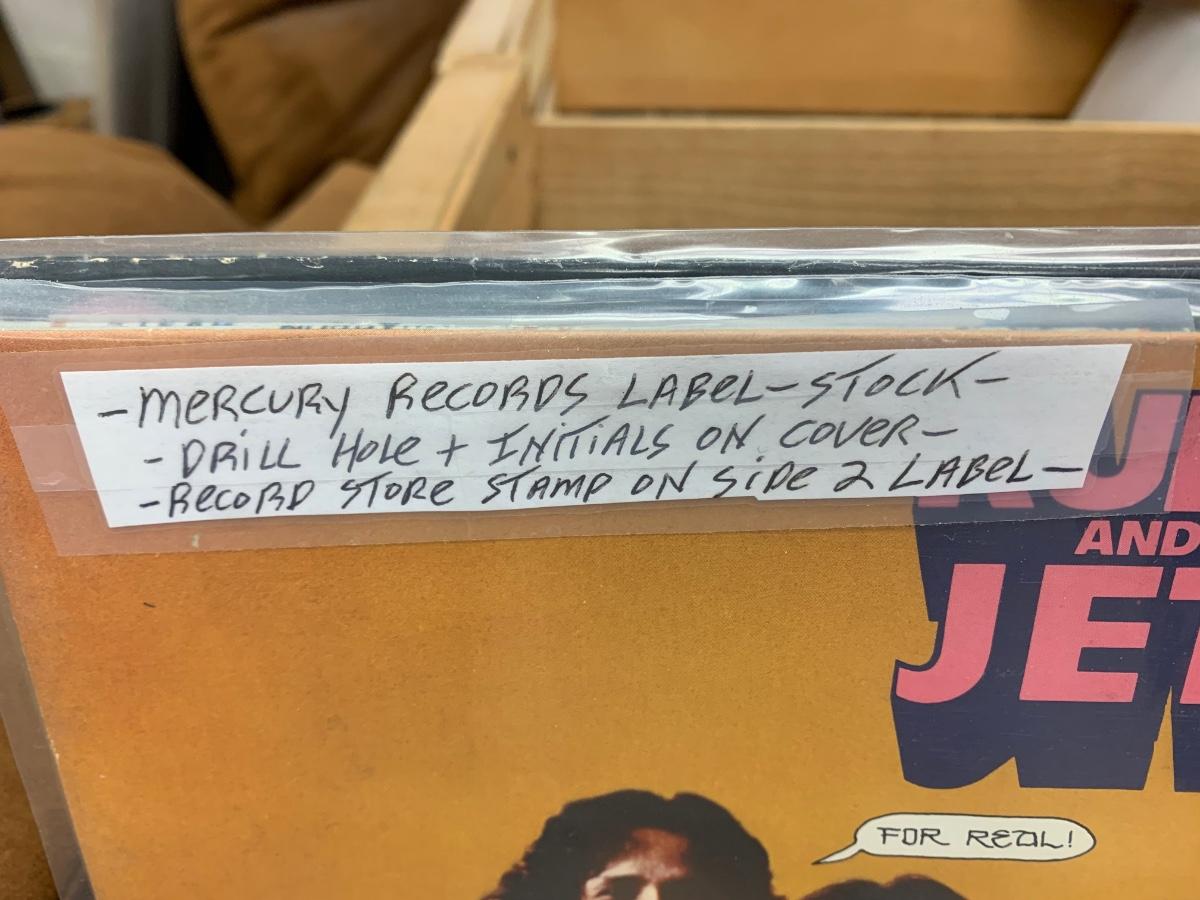 -MERCURY RECORDS LABEL-STOCK-
-DRILL HOLE + INITIALS ON COVER-
-RECORD STORE STAMP ON SIDE 2 LABEL-
AND
JET
FOR REAL!